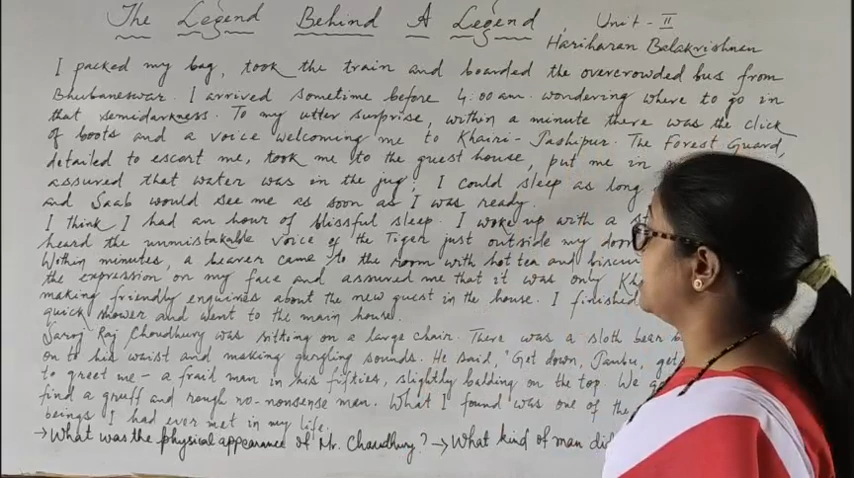 The Legend Behind A Legend
Unit - II
Hariharan Balakrishnan
I packed my bag, took the train and boarded the overcrowded bus from
Bhubaneswar. I arrived sometime before 4:00 am. wondering where to go in
that semidarkness. To my utter surprise, within a minute there was the click
of boots and a voice welcoming me to Khairi-Jashipur. The Forest Guard,
detailed to escort me, took me to the guest house, put me in
assured that water was in the jug; I could sleep as long
and Saab would see me as soon as I was ready.
I think I had an hour of blissful sleep. I woke up with a
heard the unmistakable voice of the Tiger just outside my door
Within minutes, a bearer came to the room with hot tea and
the expression on my face and assured me that it was only
making friendly enquiries about the new guest in the house. I finished
quick shower and went to the main house.
Saroj Raj Choudhury was sitting on a large chair. There was a sloth bear
on to his waist and making gurgling sounds. He said, 'Get down, Jambu,
to greet me - a frail man in his fifties, slightly balding on the top. We
find a gruff and rough no-nonsense man. What I found was one of the
beings I had ever met in my life.
→ What was the physical appearance of Mr. Chaudhury? → What kind of man